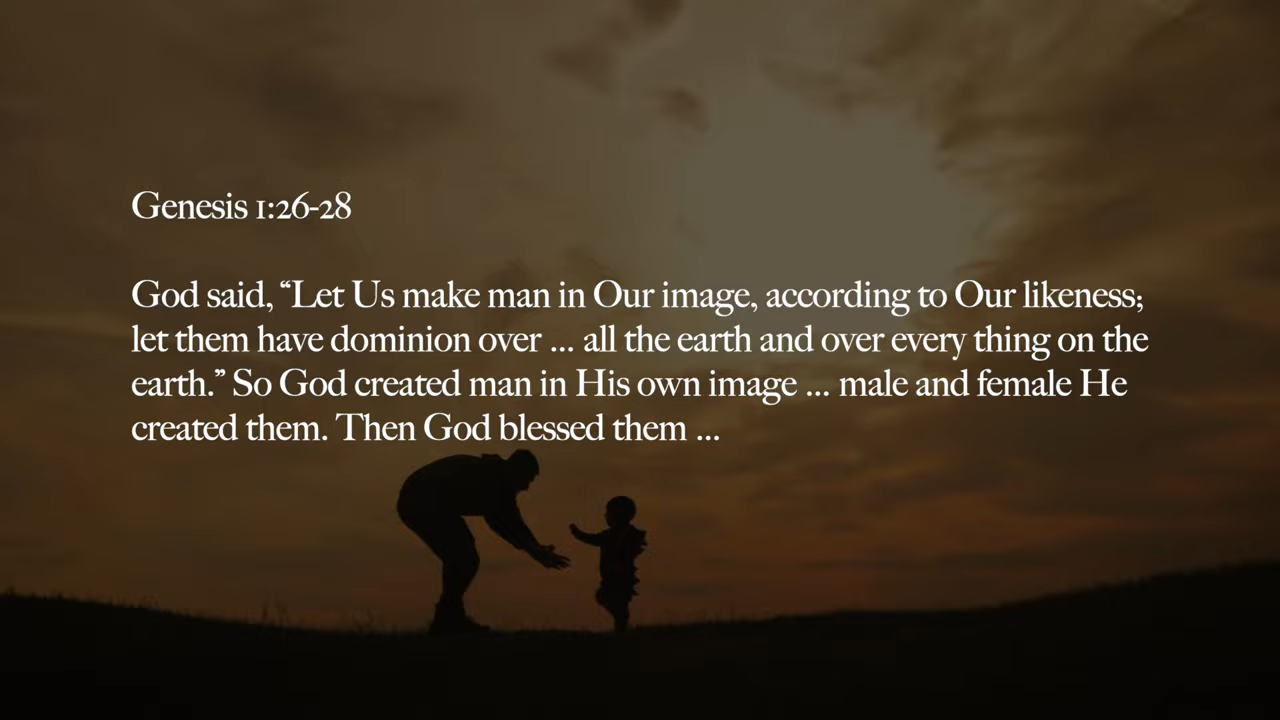 Genesis 1:26-28
God said, “Let Us make man in Our image, according to Our likeness;
let them have dominion over ... all the earth and over every thing on the
earth.” So God created man in His own image ... male and female He
created them. Then God blessed them ...